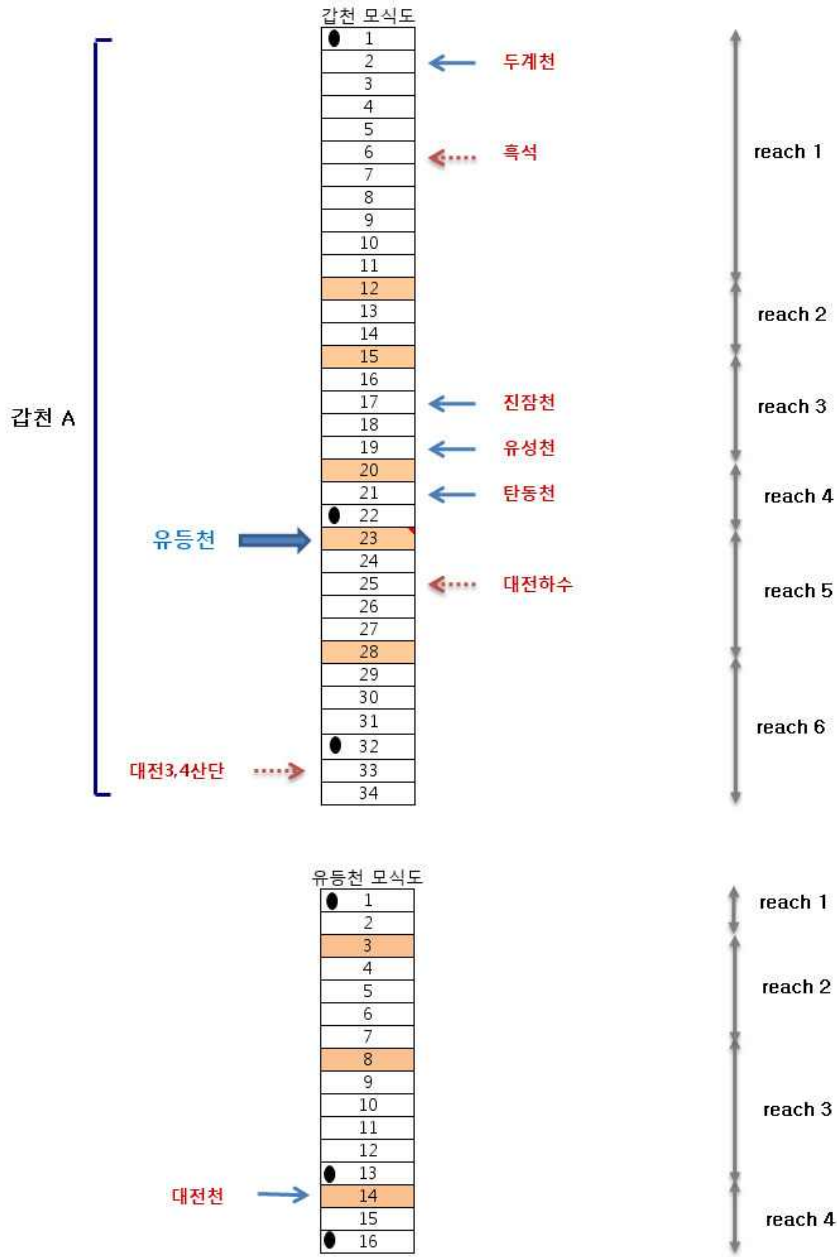 갑천 모식도
1
2 두계천
3
4
5
6 흑석
reach 1
7
8
9
10
11
12
13 reach 2
14
15
16
17 진잠천
reach 3
갑천 A
18
19 유성천
20
21 탄동천
reach 4
22
유등천 23
24
25 대전하수
reach 5
26
27
28
29
30
31
reach 6
32
대전3,4산단 33
34
유등천 모식도
1 reach 1
2
3
4
5
reach 2
6
7
8
9
10
reach 3
11
12
13
대전천 14
15 reach 4
16